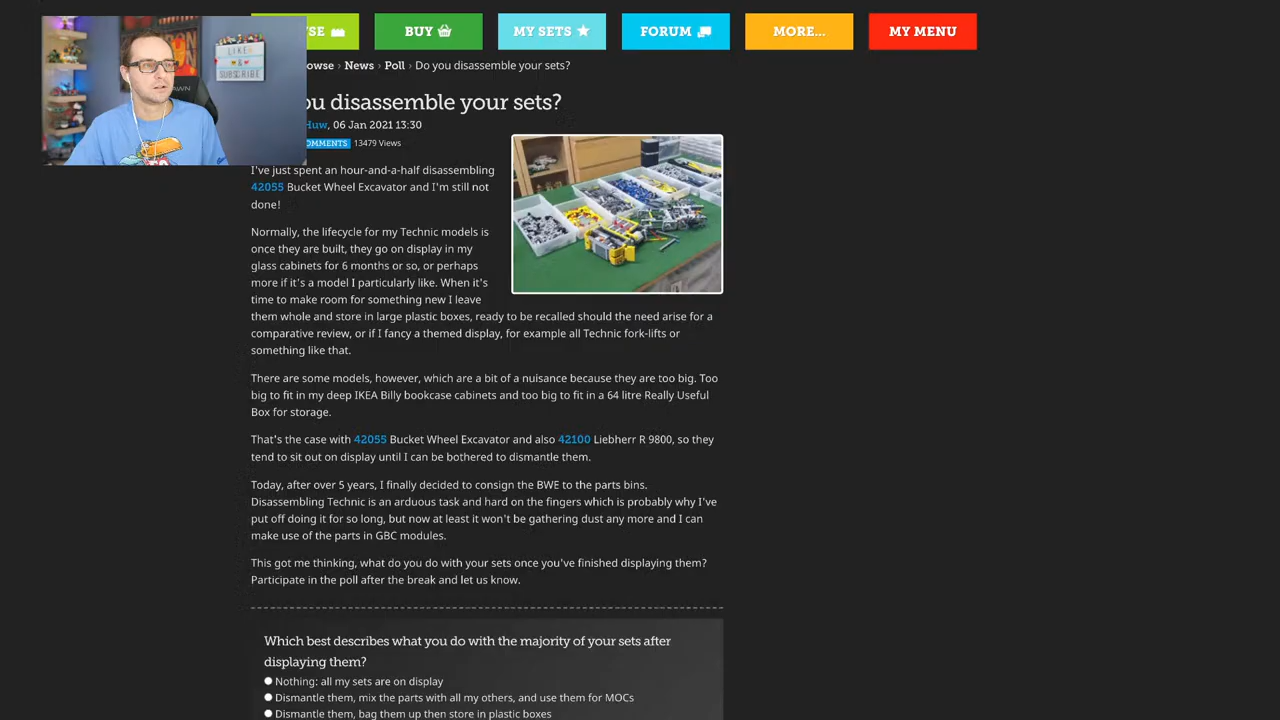 SE
BUY
MY SETS
FORUM
MORE...
MY MENU
owse › News › Poll › Do you disassemble your sets?
ou disassemble your sets?
Huw, 06 Jan 2021 13:30
OMMENTS 13479 Views
LIKE
&
SUBSCRIBE
I've just spent an hour-and-a-half disassembling
42055 Bucket Wheel Excavator and I'm still not
done!
Normally, the lifecycle for my Technic models is
once they are built, they go on display in my
glass cabinets for 6 months or so, or perhaps
more if it's a model I particularly like. When it's
time to make room for something new I leave
them whole and store in large plastic boxes, ready to be recalled should the need arise for a
comparative review, or if I fancy a themed display, for example all Technic fork-lifts or
something like that.
There are some models, however, which are a bit of a nuisance because they are too big. Too
big to fit in my deep IKEA Billy bookcase cabinets and too big to fit in a 64 litre Really Useful
Box for storage.
That's the case with 42055 Bucket Wheel Excavator and also 42100 Liebherr R 9800, so they
tend to sit out on display until I can be bothered to dismantle them.
Today, after over 5 years, I finally decided to consign the BWE to the parts bins.
Disassembling Technic is an arduous task and hard on the fingers which is probably why I've
put off doing it for so long, but now at least it won't be gathering dust any more and I can
make use of the parts in GBC modules.
This got me thinking, what do you do with your sets once you've finished displaying them?
Participate in the poll after the break and let us know.
Which best describes what you do with the majority of your sets after
displaying them?
Nothing: all my sets are on display
Dismantle them, mix the parts with all my others, and use them for MOCs
Dismantle them, bag them up then store in plastic boxes